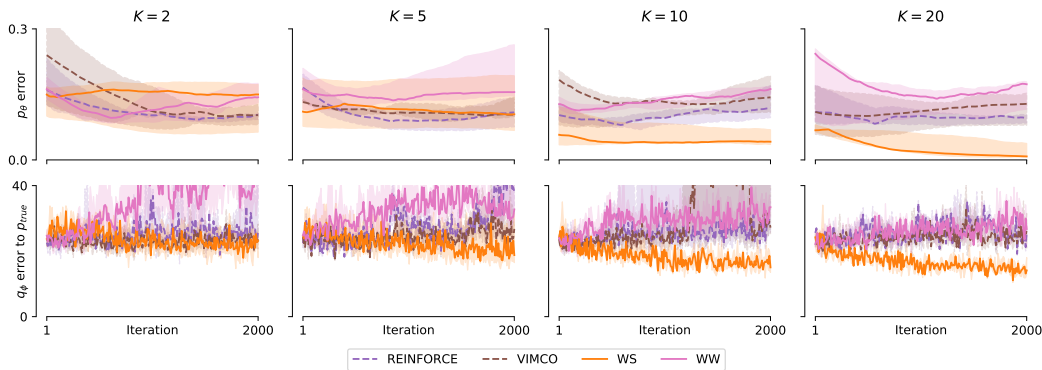 K = 2
K = 5
K = 10
K = 20
0.3
pθ error
0.0
40
qϕ error to ptrue
0
1 Iteration 2000
1 Iteration 2000
1 Iteration 2000
1 Iteration 2000
REINFORCE VIMCO WS WW